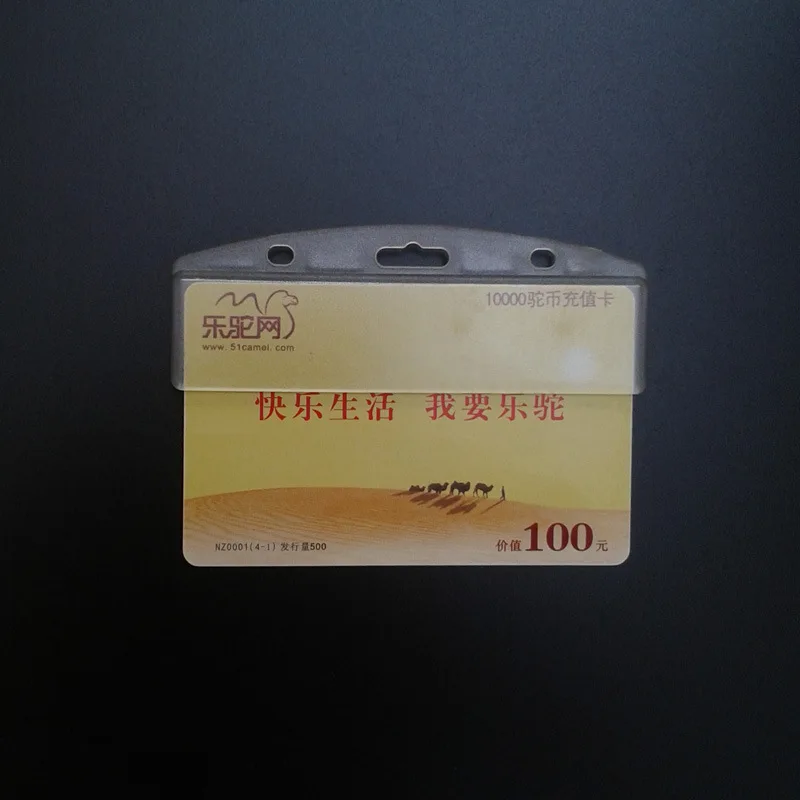 乐驼网
www.51camel.com
10000驼币充值卡
快乐生活 我要乐驼
NZ0001(4-1)发行量500
价值100元